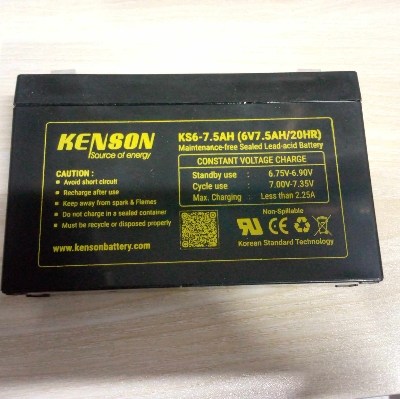 KENSON
Source of energy
KS6-7.5AH (6V7.5AH/20HR)
Maintenance-free Sealed Lead-acid Battery
CAUTION :
Avoid short circuit
Recharge after use
Keep away from spark & Flames
Do not charge in a sealed container
Must be recycle or disposed properly
www.kensonbattery.com
CONSTANT VOLTAGE CHARGE
Standby use : 6.75V-6.90V
Cycle use : 7.00V-7.35V
Max. Charging : Less than 2.25A
Non-Spillable
Korean Standard Technology